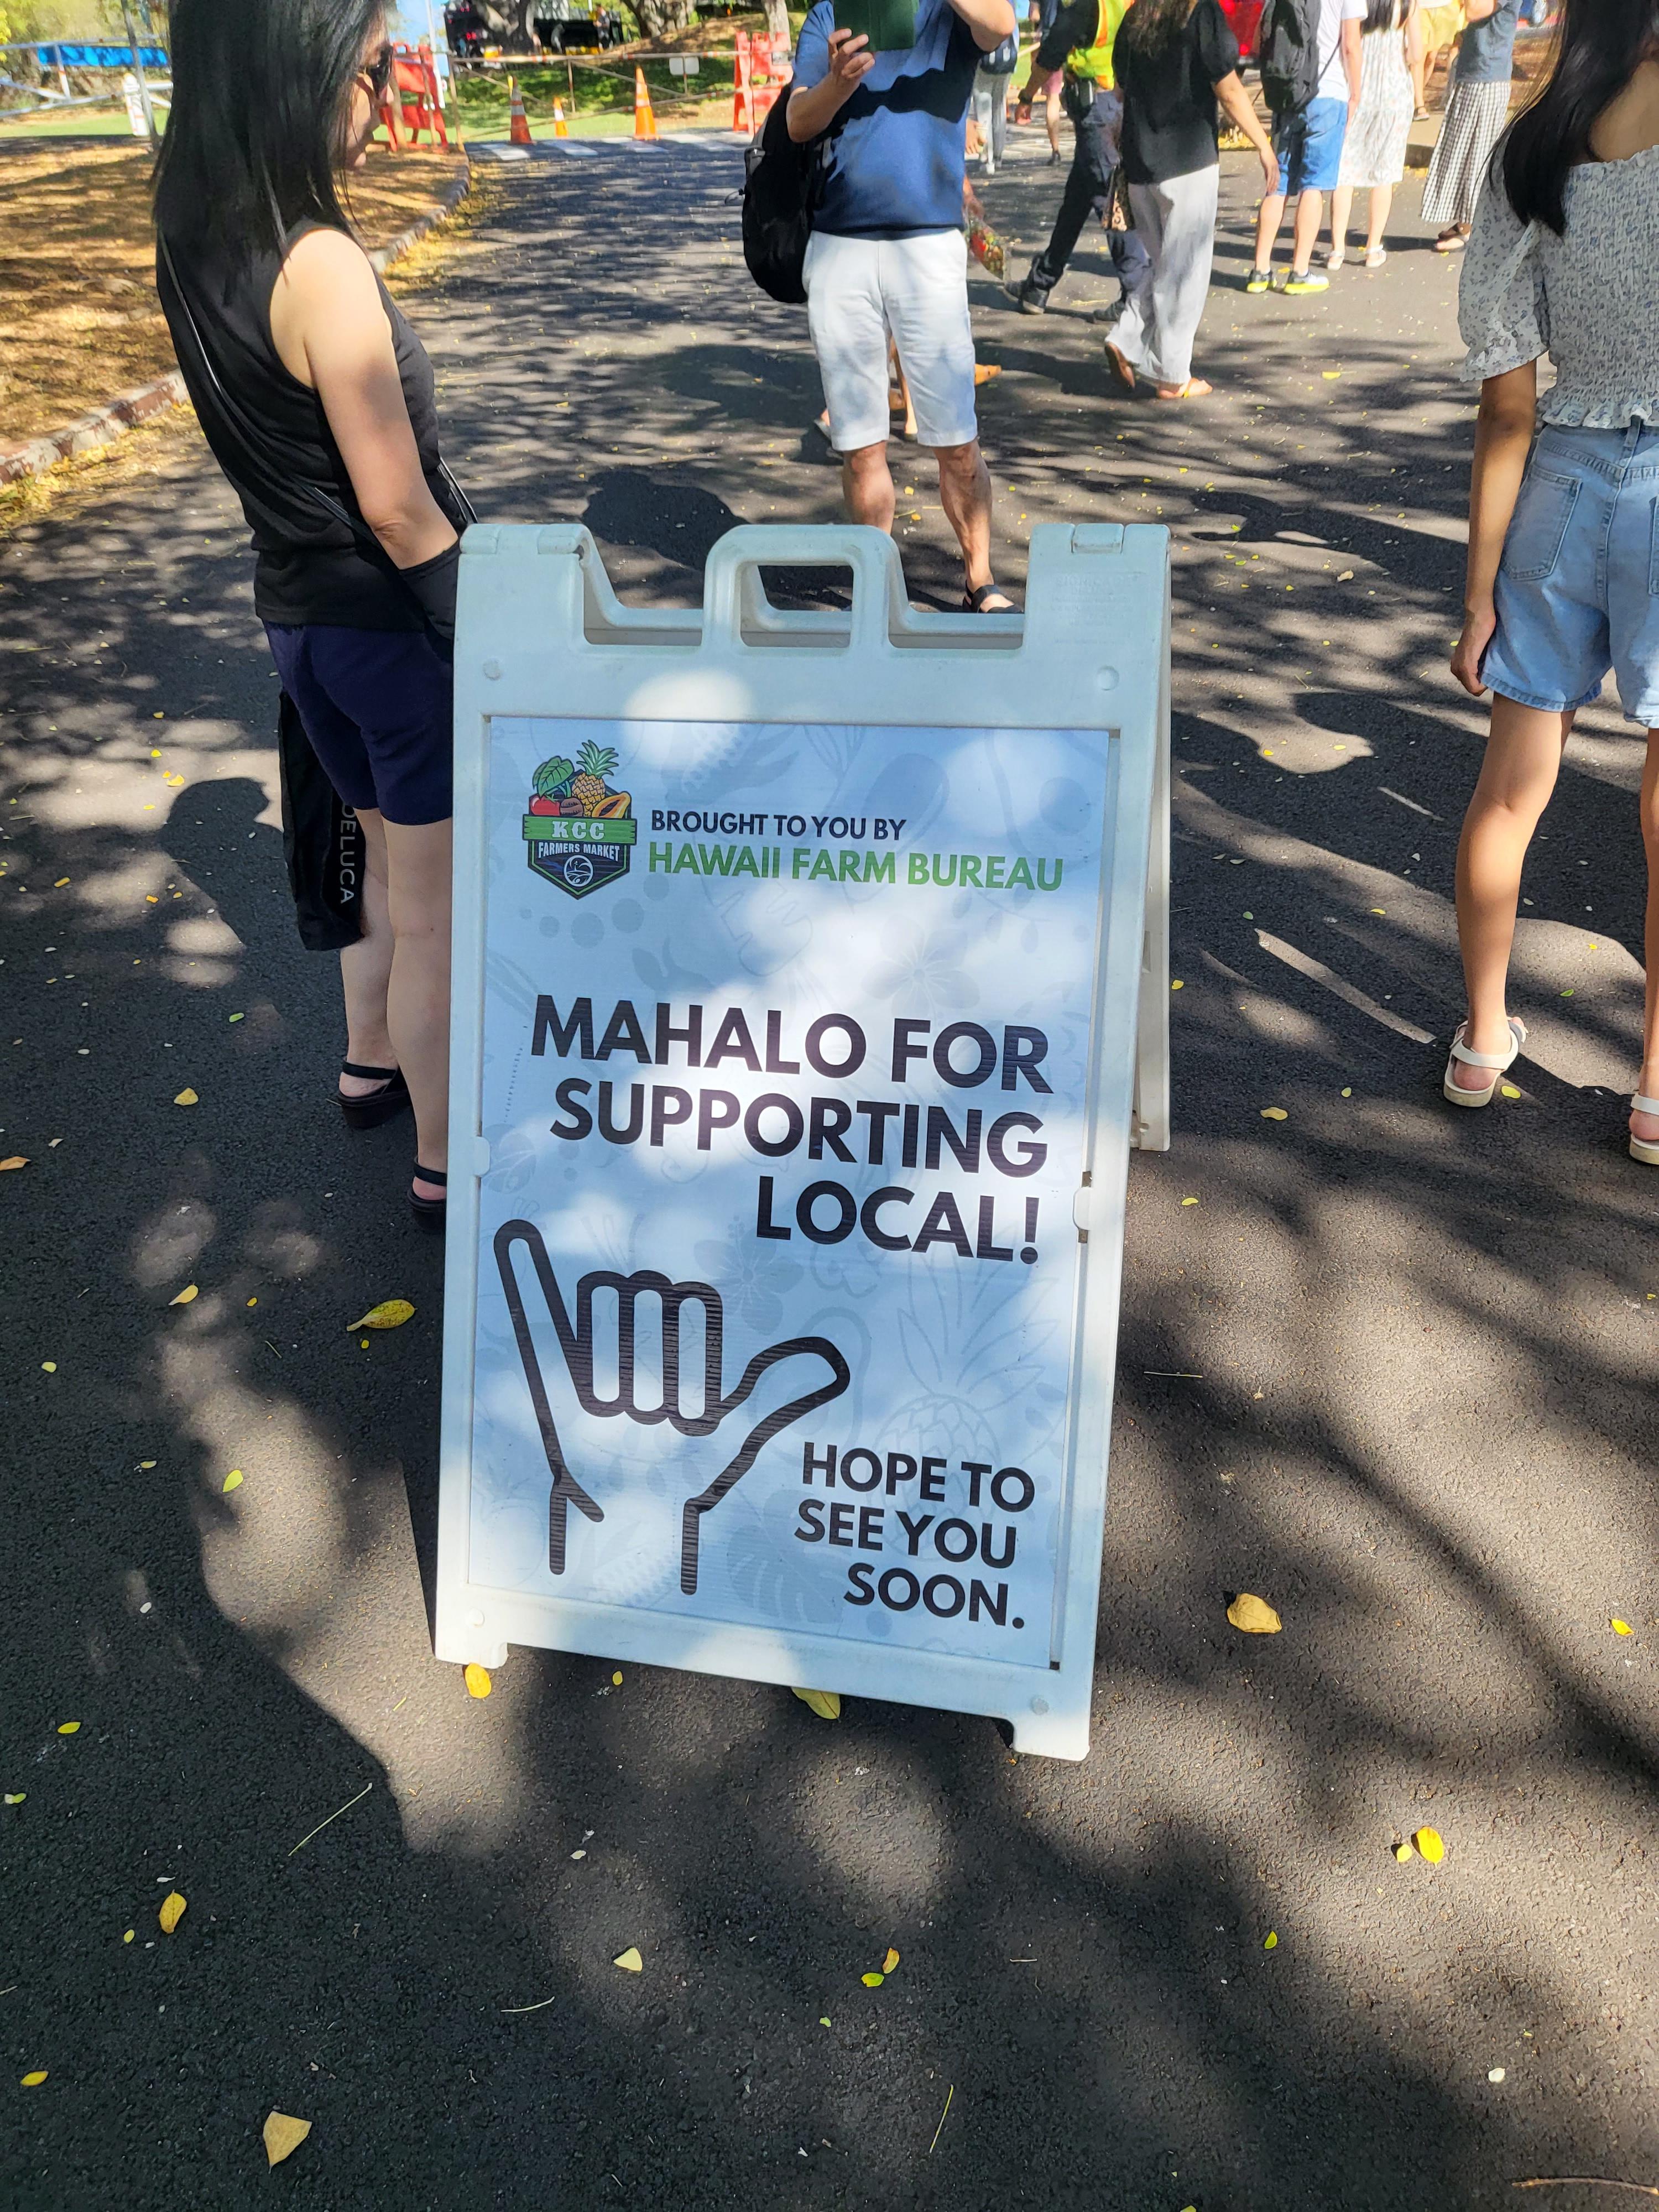 KCC
FARMERS MARKET
BROUGHT TO YOU BY
HAWAII FARM BUREAU
MAHALO FOR
SUPPORTING
LOCAL!
HOPE TO
SEE YOU
SOON.
DELUCA